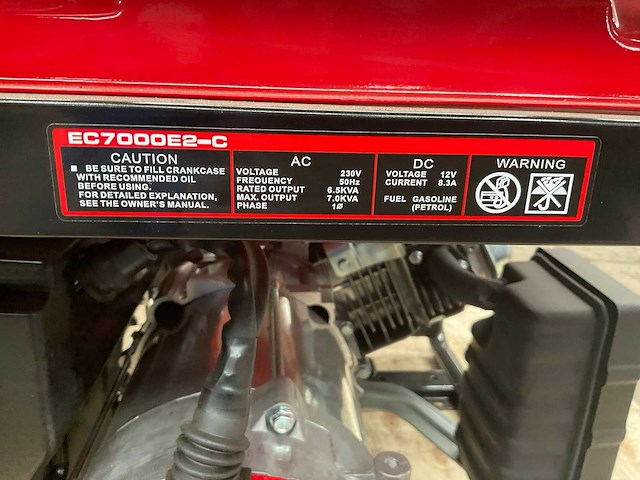 EC7000E2-C
CAUTION
■ BE SURE TO FILL CRANKCASE
WITH RECOMMENDED OIL
BEFORE USING.
FOR DETAILED EXPLANATION,
SEE THE OWNER'S MANUAL.
AC
VOLTAGE 230V
FREOUENCY 50Hz
RATED OUTPUT 6.5KVA
MAX. OUTPUT 7.0KVA
PHASE 1Ø
DC
VOLTAGE 12V
CURRENT 8.3A
FUEL GASOLINE
(PETROL)
WARNING